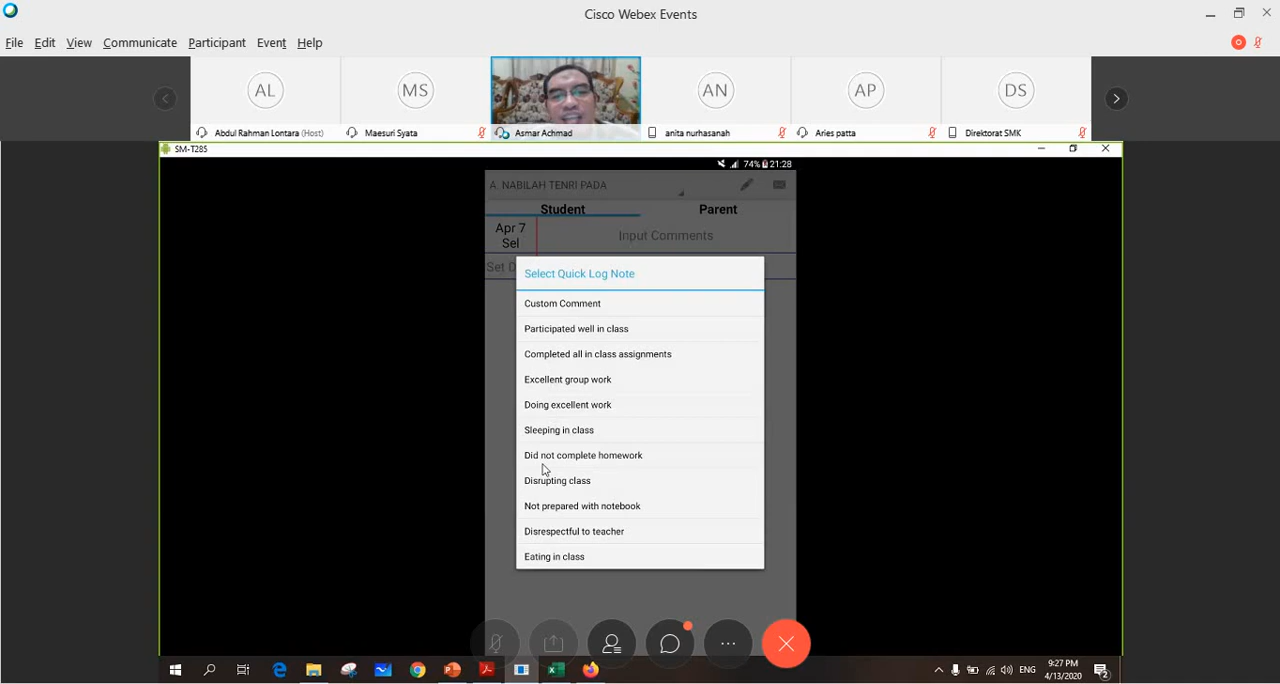 Cisco Webex Events
File Edit View Communicate Participant Event Help
AL MS AN AP DS
Abdul Rahman Lontara (Host) Maesuri Syata Asmar Achmad anita nurhasanah Aries patta Direktorat SMK
SM-T285
74% 21:28
A. NABILAH TENRI PADA
Student Parent
Apr 7
Sel
Input Comments
Set D
Select Quick Log Note
Custom Comment
Participated well in class
Completed all in class assignments
Excellent group work
Doing excellent work
Sleeping in class
Did not complete homework
Disrupting class
Not prepared with notebook
Disrespectful to teacher
Eating in class
ENG
9:27 PM
4/13/2020
2